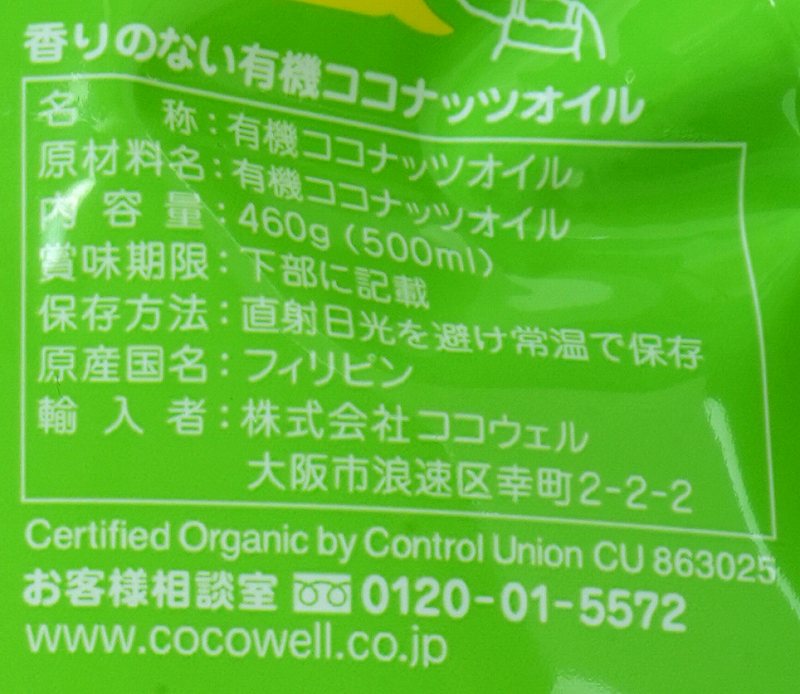 香りのない有機ココナッツオイル
名称：有機ココナッツオイル
原材料名：有機ココナッツオイル
内容量：460g（500ml）
賞味期限：下部に記載
保存方法：直射日光を避け常温で保存
原産国名：フィリピン
輸入者：株式会社ココウェル
大阪市浪速区幸町2-2-2
Certified Organic by Control Union CU 863025
お客様相談室 0120-01-5572
www.cocowell.co.jp